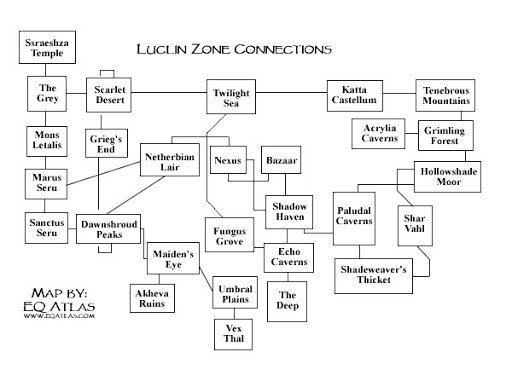 Luclin Zone Connections
Ssraeshza
Temple
The
Grey
Scarlet
Desert
Twilight
Sea
Katta
Castellum
Tenebrous
Mountains
Mons
Letalis
Grieg's
End
Netherbian
Lair
Nexus
Bazaar
Acrylia
Caverns
Grimling
Forest
Marus
Seru
Hollowshade
Moor
Sanctus
Seru
Dawnshroud
Peaks
Fungus
Grove
Shadow
Haven
Paludal
Caverns
Shar
Vahl
Maiden's
Eye
Echo
Caverns
Shadeweaver's
Thicket
Akheva
Ruins
Umbral
Plains
The
Deep
Vex
Thal
Map by:
EQ Atlas
www.eqatlas.com